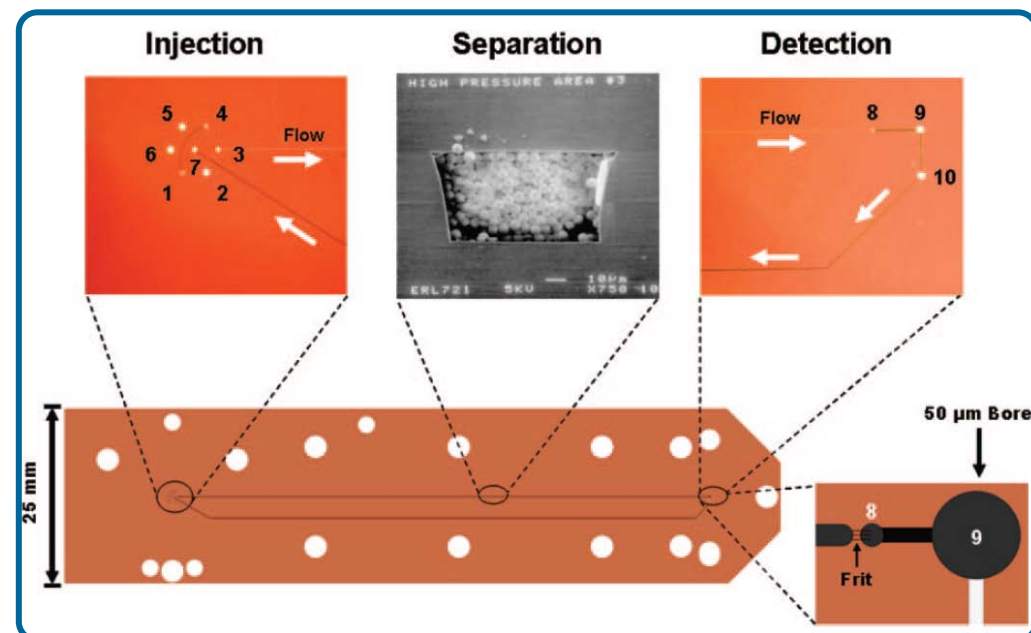 Injection
Separation
Detection
5
4
Flow
6
3
7
1
2
HIGH PRESSURE AREA #3
10µm
ERL721 5KV X750 10
Flow
8
9
10
25 mm
50 µm Bore
8
9
Frit